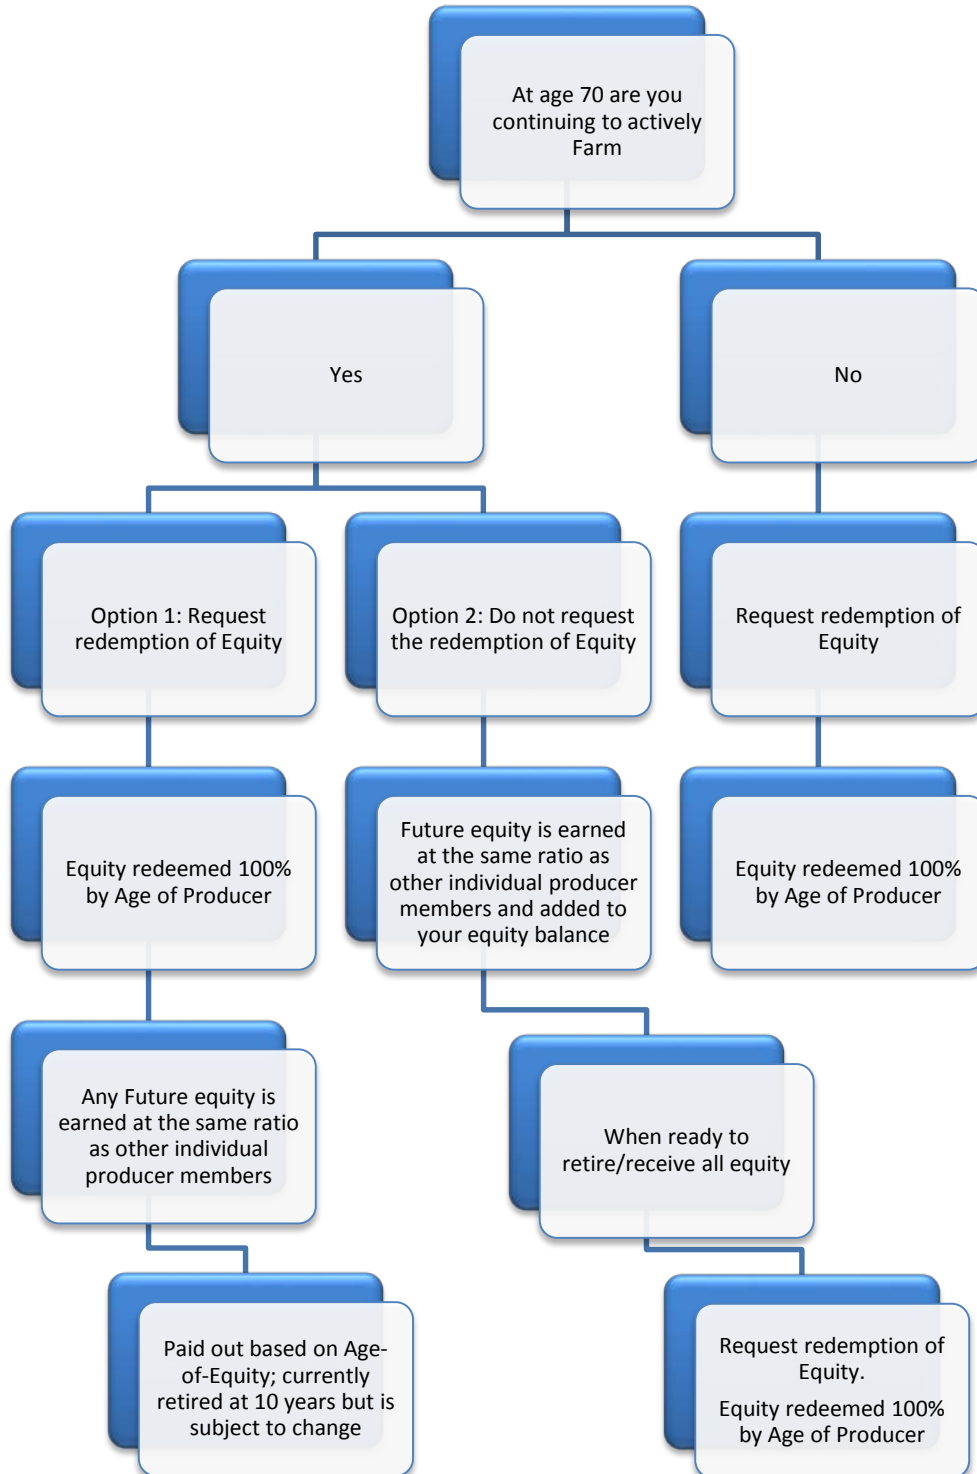 At age 70 are you
continuing to actively
Farm
Yes
No
Option 1: Request
redemption of Equity
Option 2: Do not request
the redemption of Equity
Request redemption of
Equity
Equity redeemed 100%
by Age of Producer
Future equity is earned
at the same ratio as
other individual producer
members and added to
your equity balance
Equity redeemed 100%
by Age of Producer
Any Future equity is
earned at the same ratio
as other individual
producer members
When ready to
retire/receive all equity
Paid out based on Age-
of-Equity; currently
retired at 10 years but is
subject to change
Request redemption of
Equity.
Equity redeemed 100%
by Age of Producer